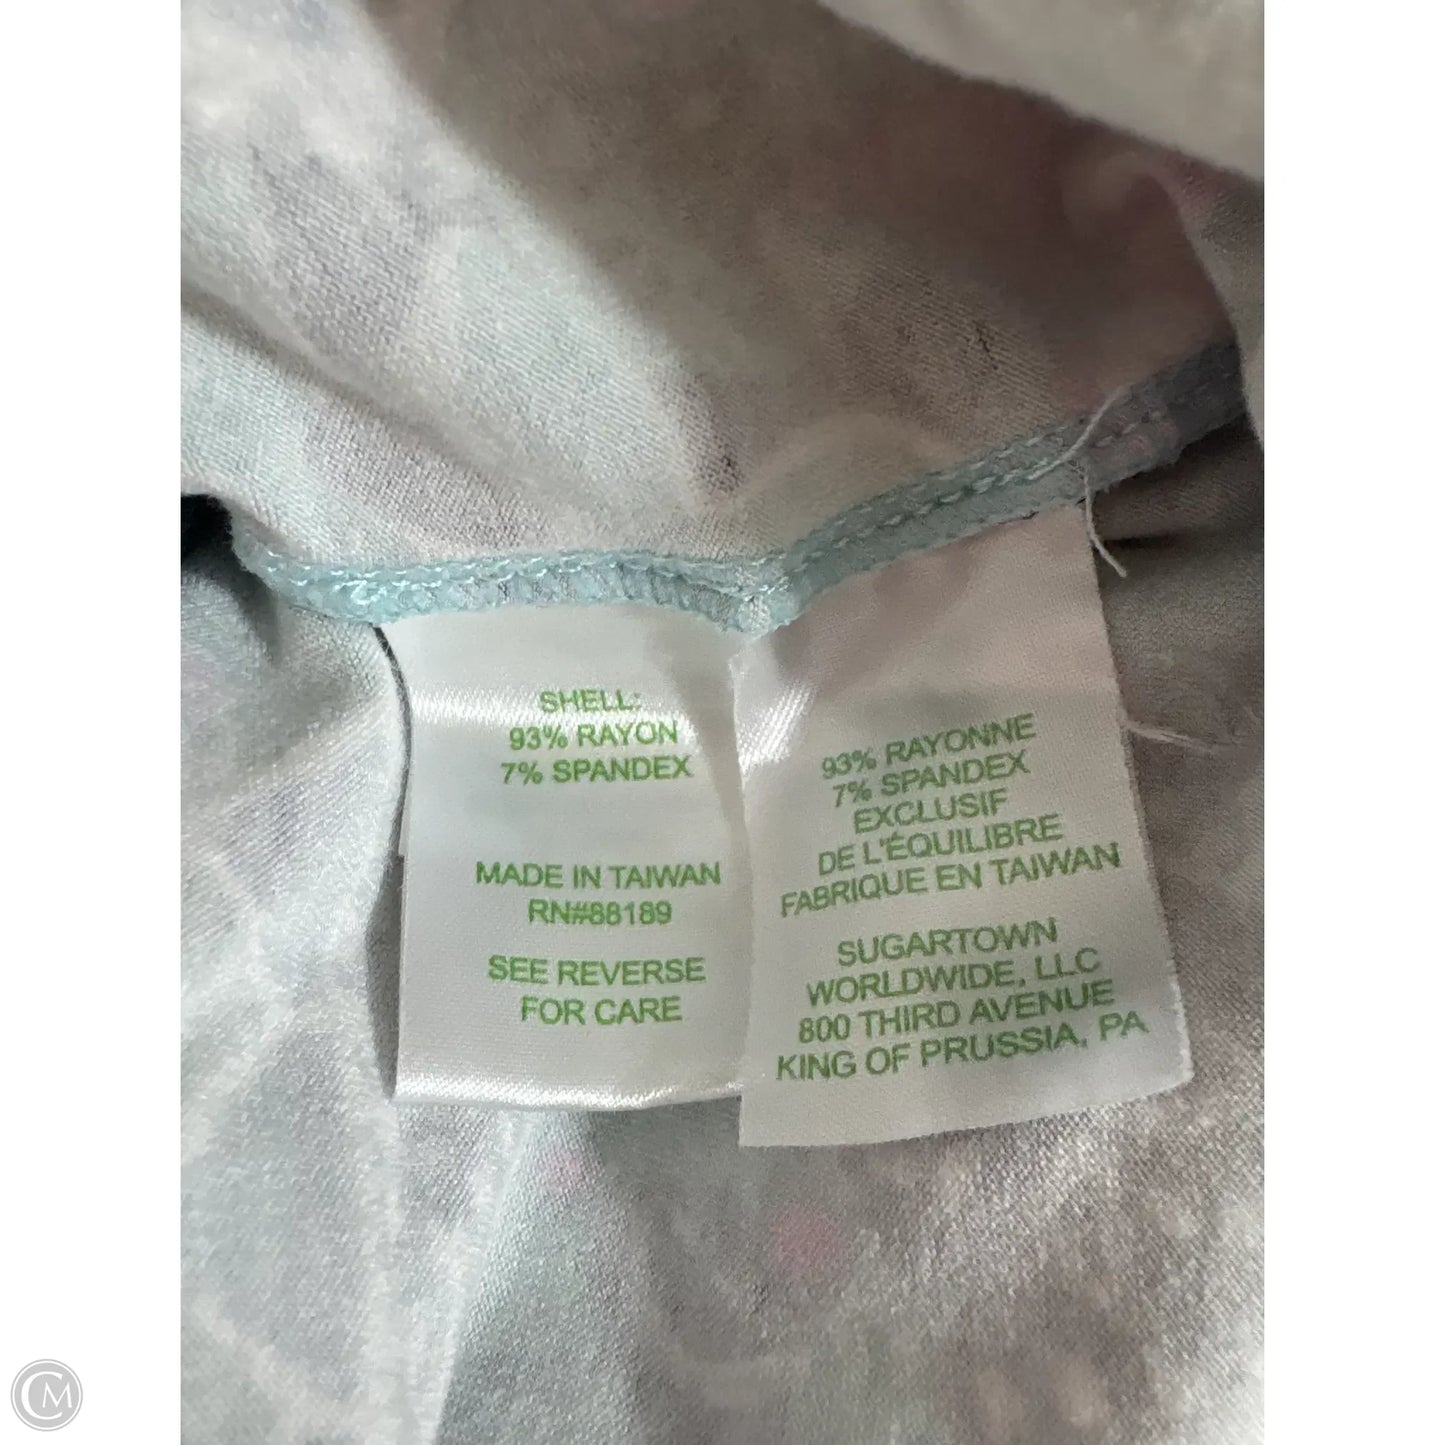 SHELL:
93% RAYON
7% SPANDEX
MADE IN TAIWAN
RN#88189
SEE REVERSE
FOR CARE
93% RAYONNE
7% SPANDEX
EXCLUSIF
DE L'ÉQUILIBRE
FABRIQUE EN TAIWAN
SUGARTOWN
WORLDWIDE, LLC
800 THIRD AVENUE
KING OF PRUSSIA, PA
CM